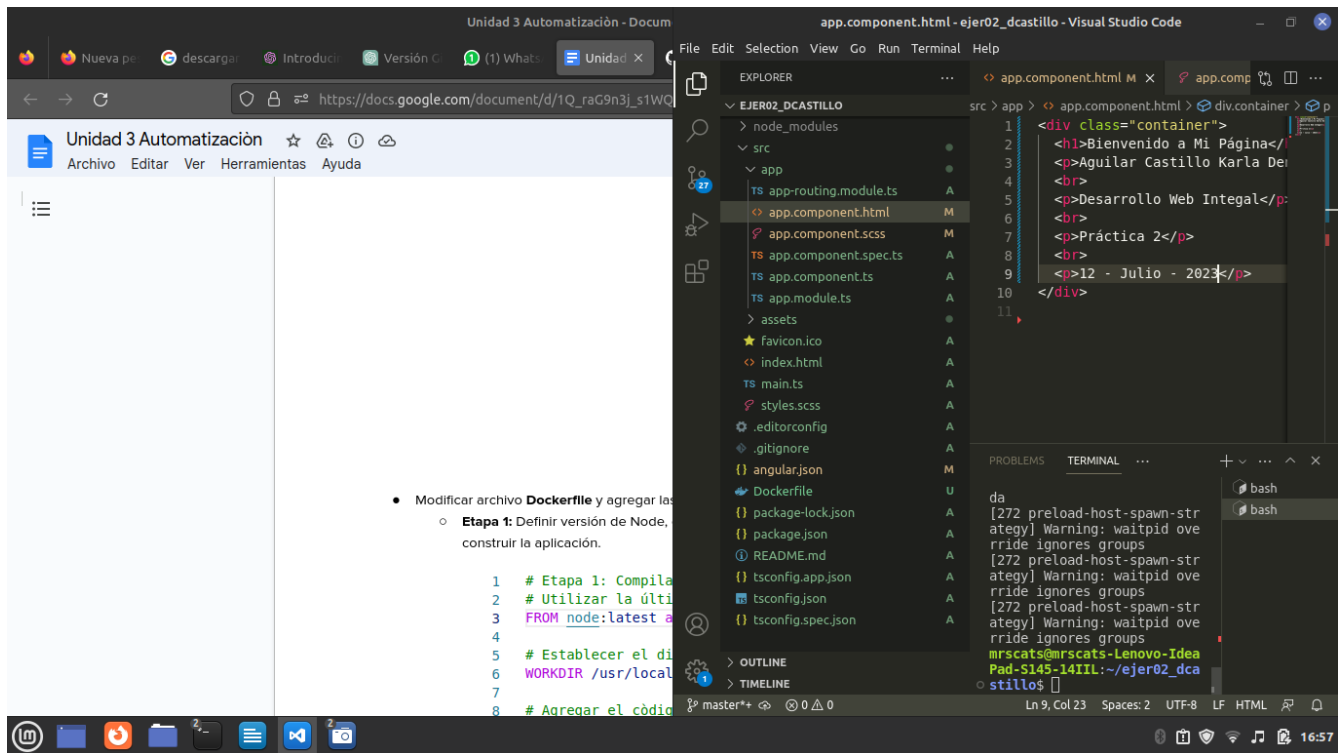 Unidad 3 Automatizaciòn - Docum
Nueva pe
descargar
Introducir
Versión G
(1) Whats
Unidad
https://docs.google.com/document/d/1Q_raG9n3j_s1WQ
Unidad 3 Automatizaciòn
Archivo Editar Ver Herramientas Ayuda
● Modificar archivo Dockerfile y agregar las
○ Etapa 1: Definir versión de Node,
construir la aplicación.
1 # Etapa 1: Compila
2 # Utilizar la últi
3 FROM node:latest a
4
5 # Establecer el di
6 WORKDIR /usr/local
7
8 # Agregar el còdig
app.component.html - ejer02_dcastillo - Visual Studio Code
File Edit Selection View Go Run Terminal Help
EXPLORER
EJER02_DCASTILLO
node_modules
src
app
TS app-routing.module.ts A
app.component.html M
app.component.scss M
TS app.component.spec.ts A
TS app.component.ts A
TS app.module.ts A
assets
favicon.ico A
index.html A
TS main.ts A
styles.scss A
.editorconfig A
.gitignore A
{} angular.json M
Dockerfile U
{} package-lock.json A
{} package.json A
README.md A
{} tsconfig.app.json A
tsconfig.json A
{} tsconfig.spec.json A
OUTLINE
TIMELINE
27
1
app.component.html M
app.comp
src > app > app.component.html > div.container > p
1 <div class="container">
2 <h1>Bienvenido a Mi Página</
3 <p>Aguilar Castillo Karla De
4 <br>
5 <p>Desarrollo Web Integal</p>
6 <br>
7 <p>Práctica 2</p>
8 <br>
9 <p>12 - Julio - 2023</p>
10 </div>
11
PROBLEMS TERMINAL
bash
bash
da
[272 preload-host-spawn-str
ategy] Warning: waitpid ove
rride ignores groups
[272 preload-host-spawn-str
ategy] Warning: waitpid ove
rride ignores groups
[272 preload-host-spawn-str
ategy] Warning: waitpid ove
rride ignores groups
mrscats@mrscats-Lenovo-Idea
Pad-S145-14IIL:~/ejer02_dca
stillo$
master*+ 0 0 Ln 9, Col 23 Spaces: 2 UTF-8 LF HTML
2 2 16:57